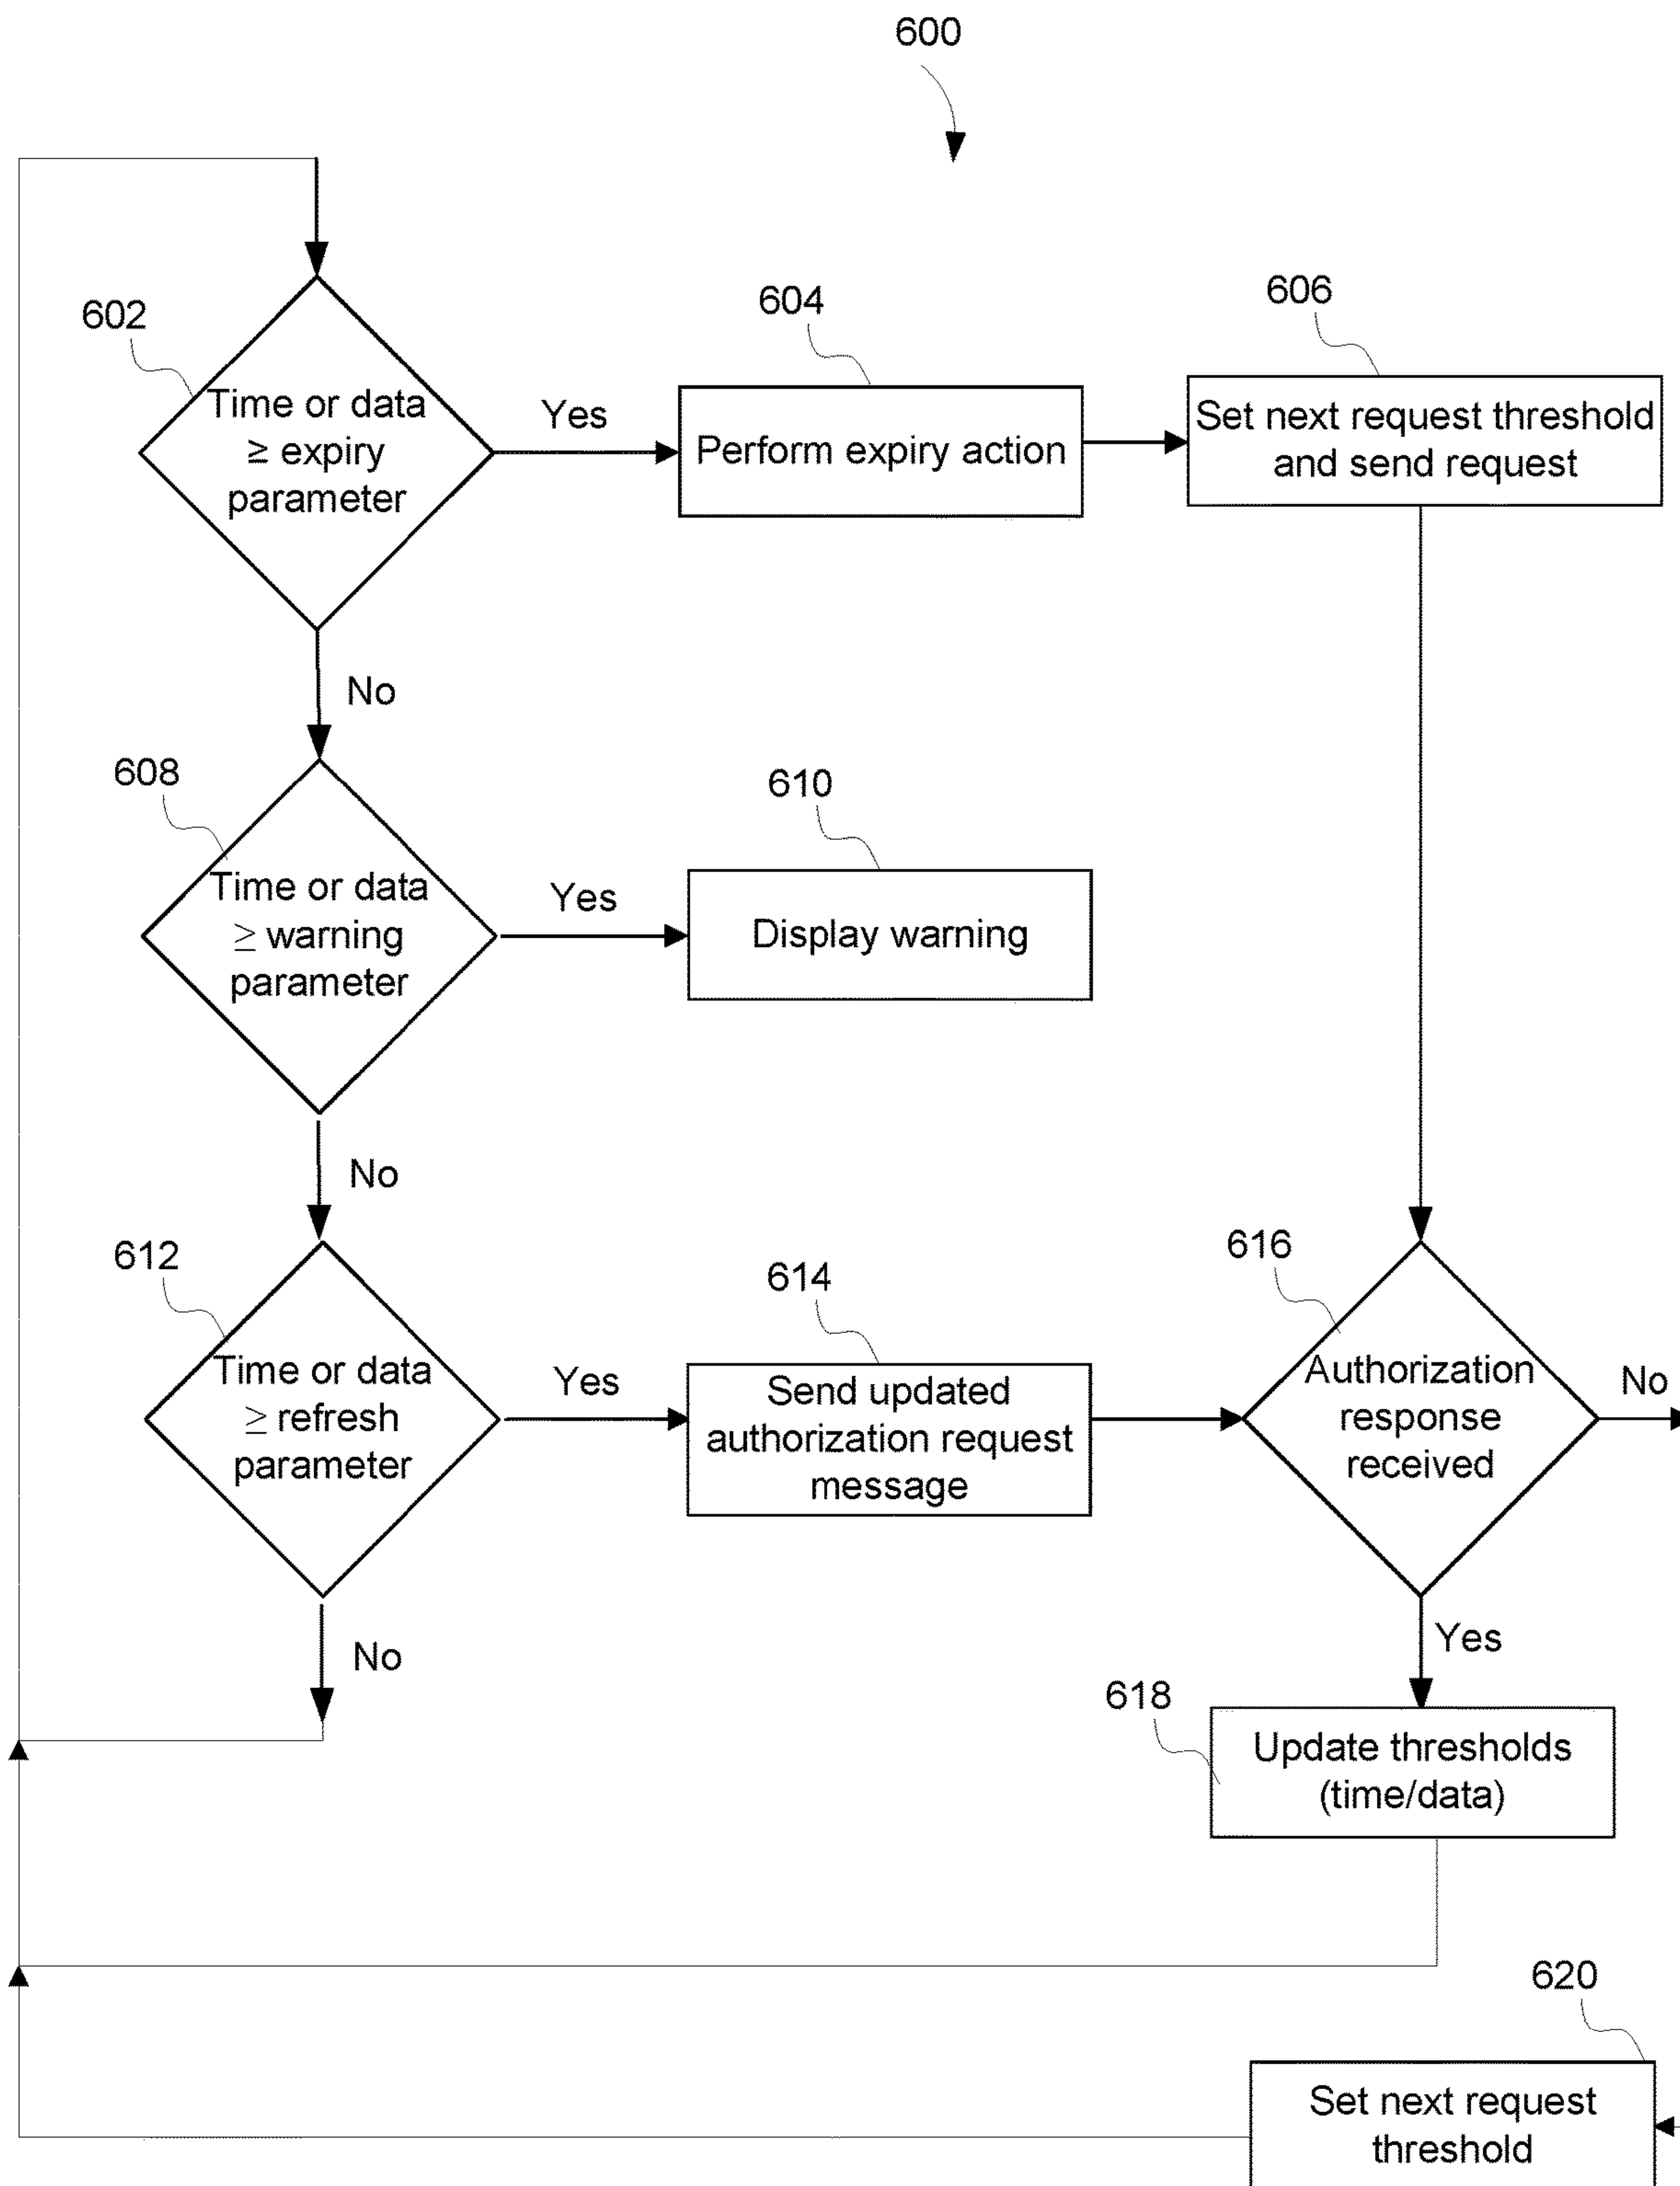 600
602
Time or data
≥ expiry
parameter
Yes
604
Perform expiry action
606
Set next request threshold
and send request
No
608
Time or data
≥ warning
parameter
Yes
610
Display warning
No
612
Time or data
≥ refresh
parameter
Yes
614
Send updated
authorization request
message
616
Authorization
response
received
No
No
Yes
618
Update thresholds
(time/data)
620
Set next request
threshold